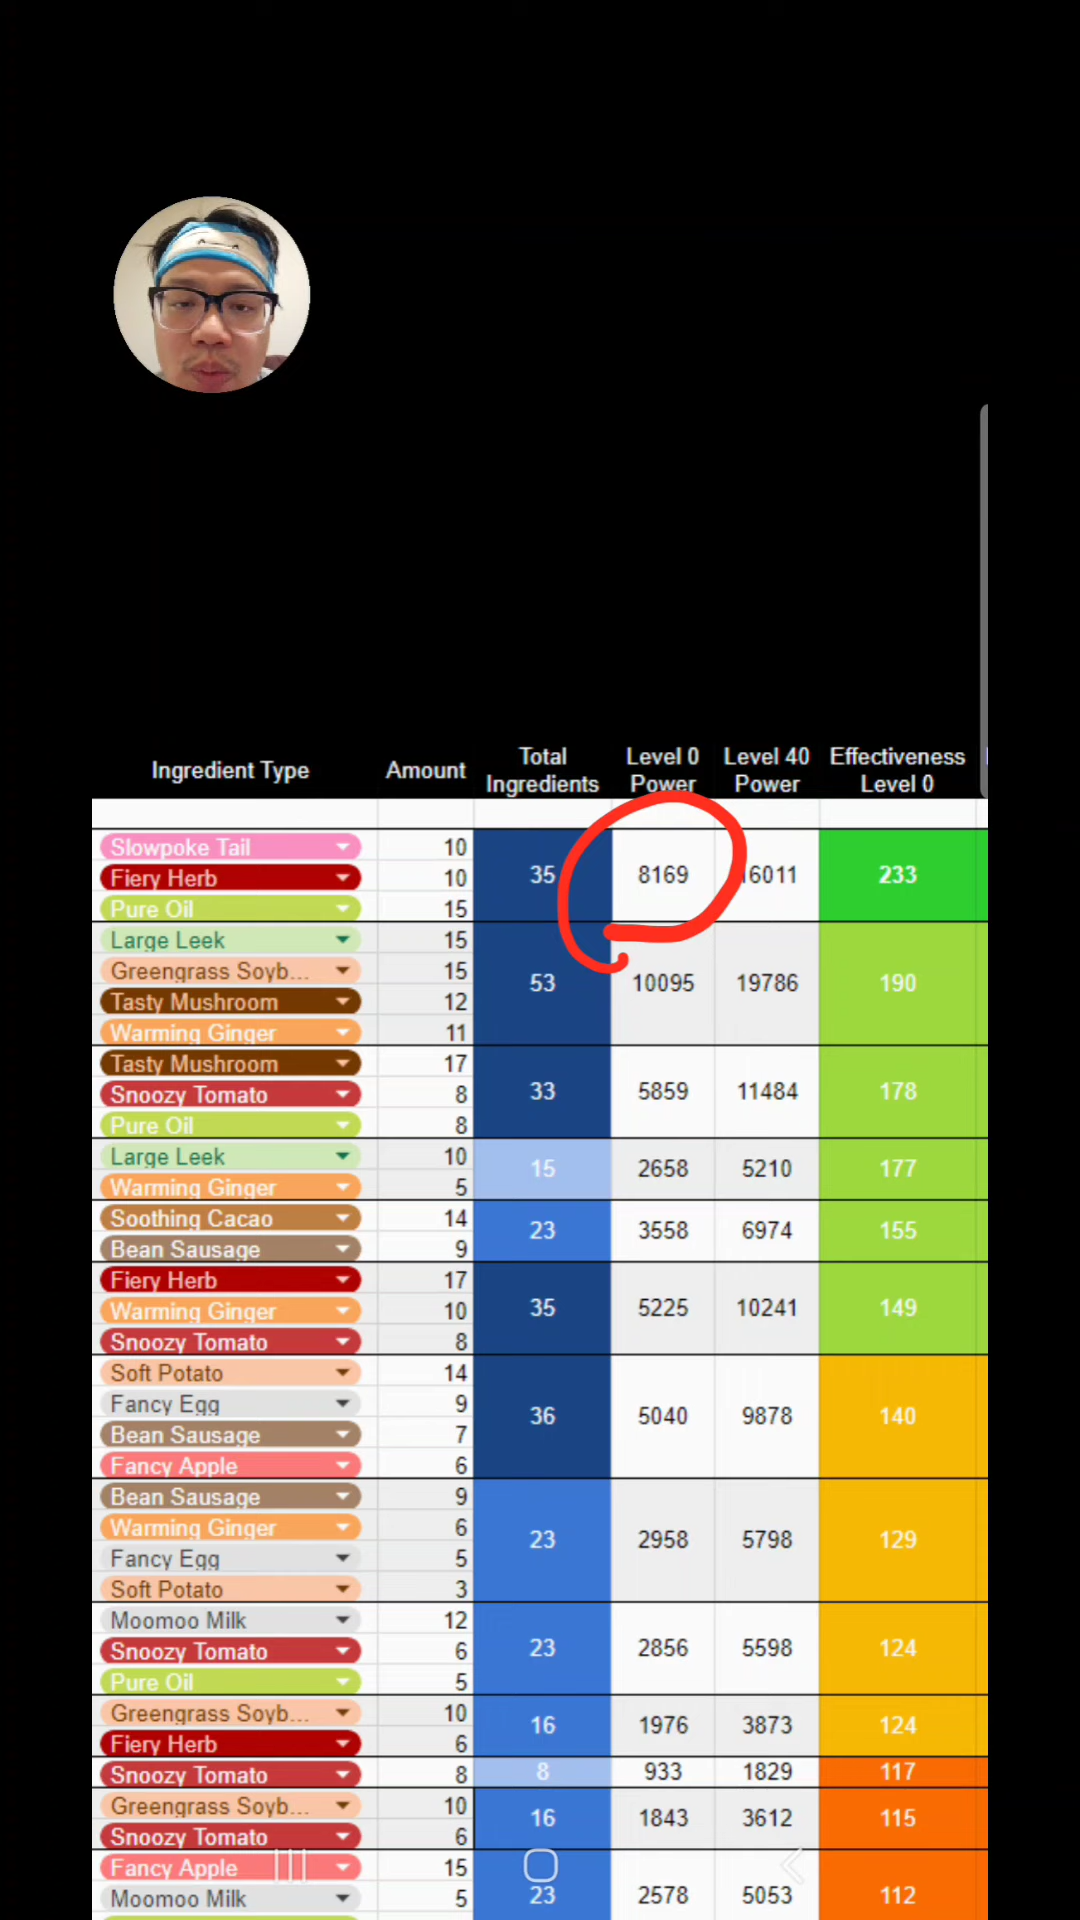 Ingredient Type Amount Total Ingredients Level 0 Power Level 40 Power Effectiveness Level 0
Slowpoke Tail 10
Fiery Herb 10 35 8169 16011 233
Pure Oil 15
Large Leek 15
Greengrass Soyb... 15 53 10095 19786 190
Tasty Mushroom 12
Warming Ginger 11
Tasty Mushroom 17
Snoozy Tomato 8 33 5859 11484 178
Pure Oil 8
Large Leek 10 15 2658 5210 177
Warming Ginger 5
Soothing Cacao 14 23 3558 6974 155
Bean Sausage 9
Fiery Herb 17
Warming Ginger 10 35 5225 10241 149
Snoozy Tomato 8
Soft Potato 14
Fancy Egg 9 36 5040 9878 140
Bean Sausage 7
Fancy Apple 6
Bean Sausage 9
Warming Ginger 6 23 2958 5798 129
Fancy Egg 5
Soft Potato 3
Moomoo Milk 12
Snoozy Tomato 6 23 2856 5598 124
Pure Oil 5
Greengrass Soyb... 10 16 1976 3873 124
Fiery Herb 6
Snoozy Tomato 8 8 933 1829 117
Greengrass Soyb... 10 16 1843 3612 115
Snoozy Tomato 6
Fancy Apple 15
Moomoo Milk 5 23 2578 5053 112